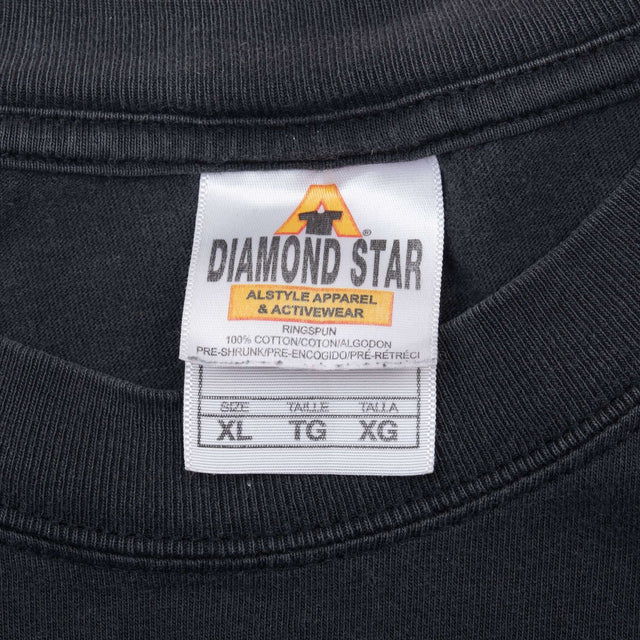 A
®
DIAMOND STAR
ALSTYLE APPAREL
& ACTIVEWEAR
RINGSPUN
100% COTTON/COTON/ALGODON
PRE-SHRUNK/PRE-ENCOGIDO/PRÉ-RÉTRÉCI
SIZE TAILLE TALLA
XL TG XG